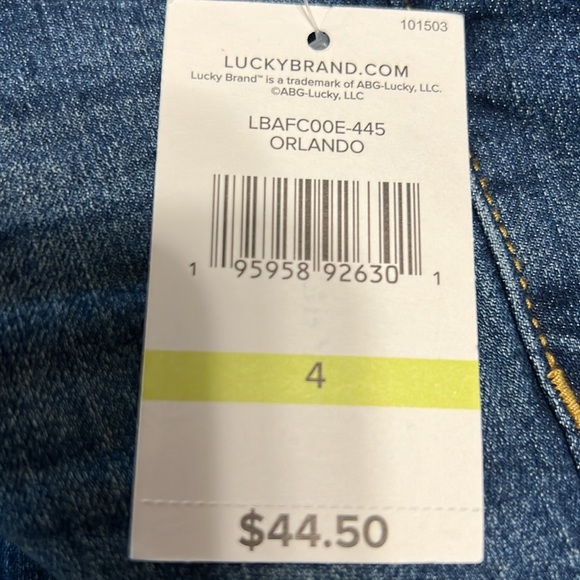 101503
LUCKYBRAND.COM
Lucky Brand™ is a trademark of ABG-Lucky, LLC.
©ABG-Lucky, LLC
LBAFC00E-445
ORLANDO
1 95958 92630 1
4
$44.50